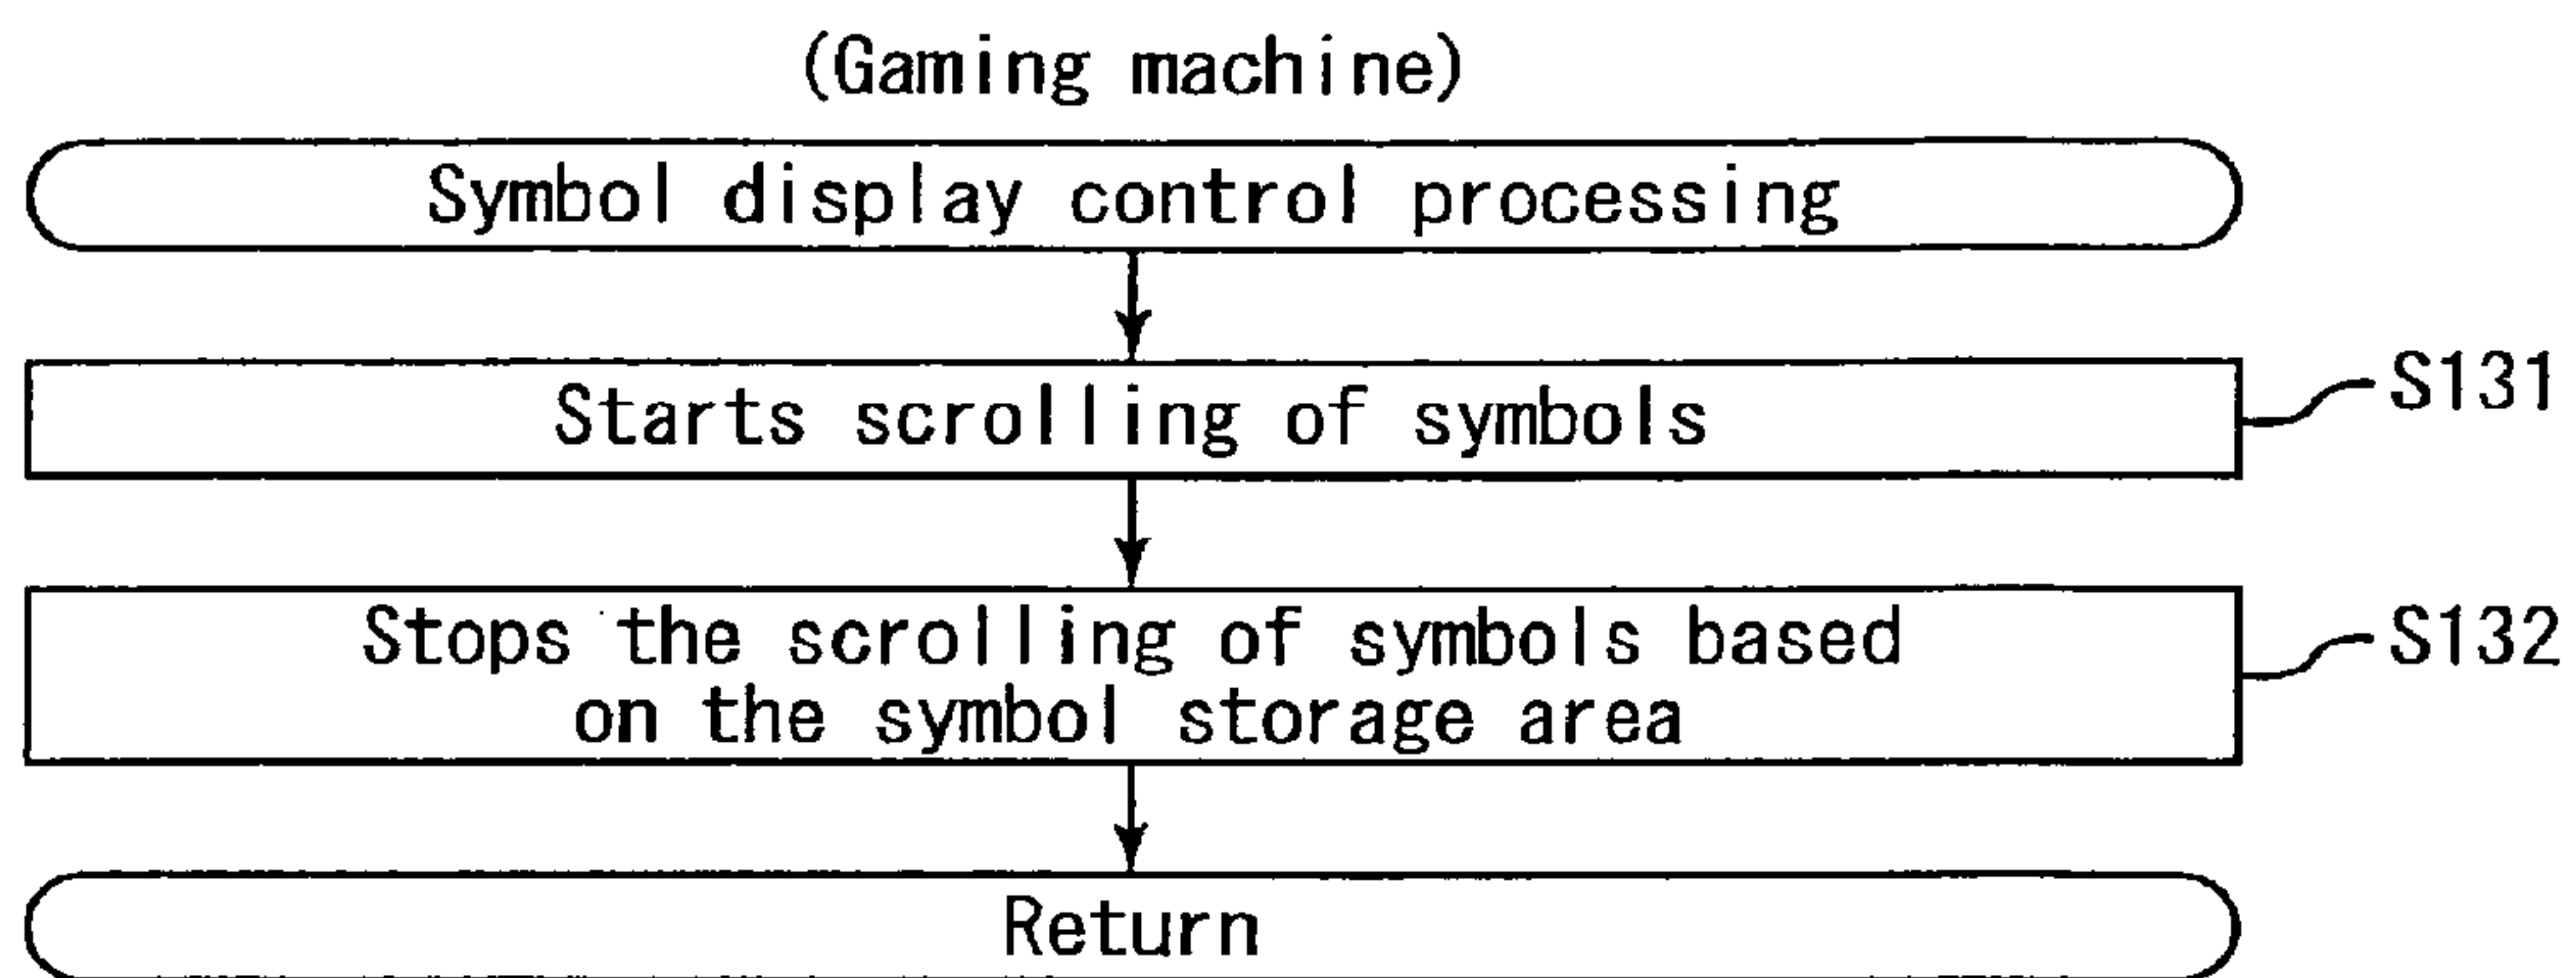 (Gaming machine)
Symbol display control processing
Starts scrolling of symbols
S131
Stops the scrolling of symbols based
on the symbol storage area
S132
Return